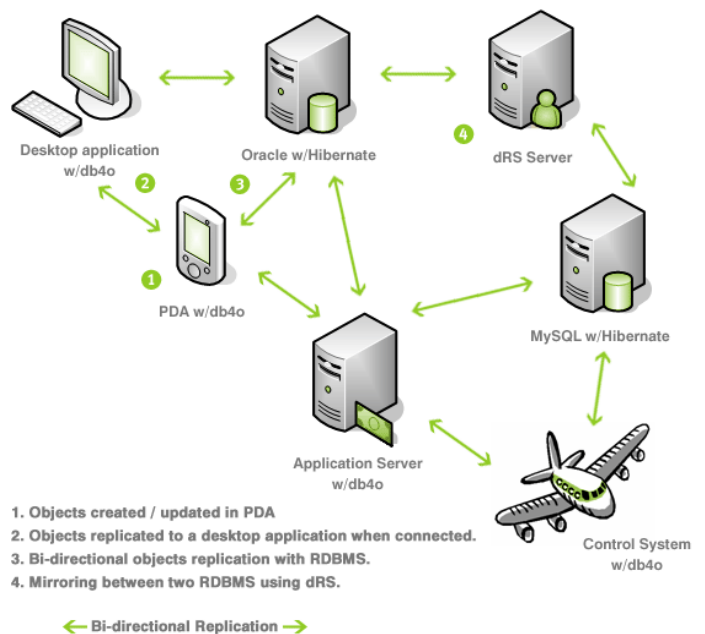 Desktop application
w/db4o
Oracle w/Hibernate
4
dRS Server
2
3
1
PDA w/db4o
MySQL w/Hibernate
Application Server
w/db4o
Control System
w/db4o
1. Objects created / updated in PDA
2. Objects replicated to a desktop application when connected.
3. Bi-directional objects replication with RDBMS.
4. Mirroring between two RDBMS using dRS.
Bi-directional Replication